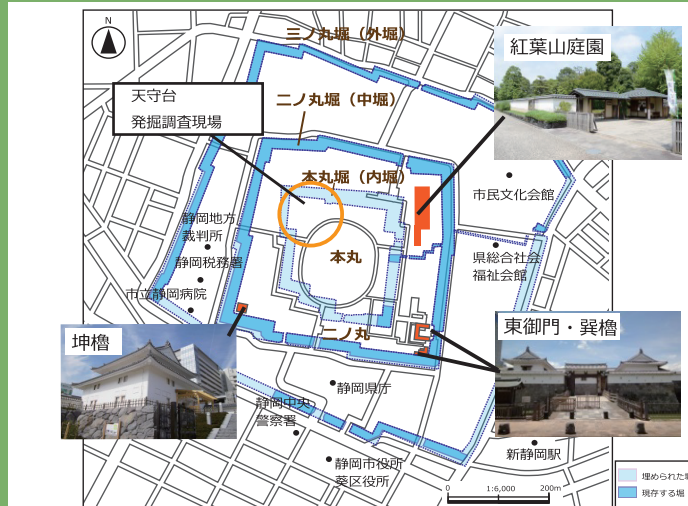 N
三ノ丸堀（外堀）
紅葉山庭園
天守台
発掘調査現場
二ノ丸堀（中堀）
本丸堀（内堀）
市民文化会館
静岡地方
裁判所
静岡税務署
市立静岡病院
本丸
県総合社会
福祉会館
坤櫓
二ノ丸
東御門・巽櫓
静岡県庁
静岡中央
警察署
静岡市役所
葵区役所
新静岡駅
0 1:6,000 200m
埋められた
現存する堀